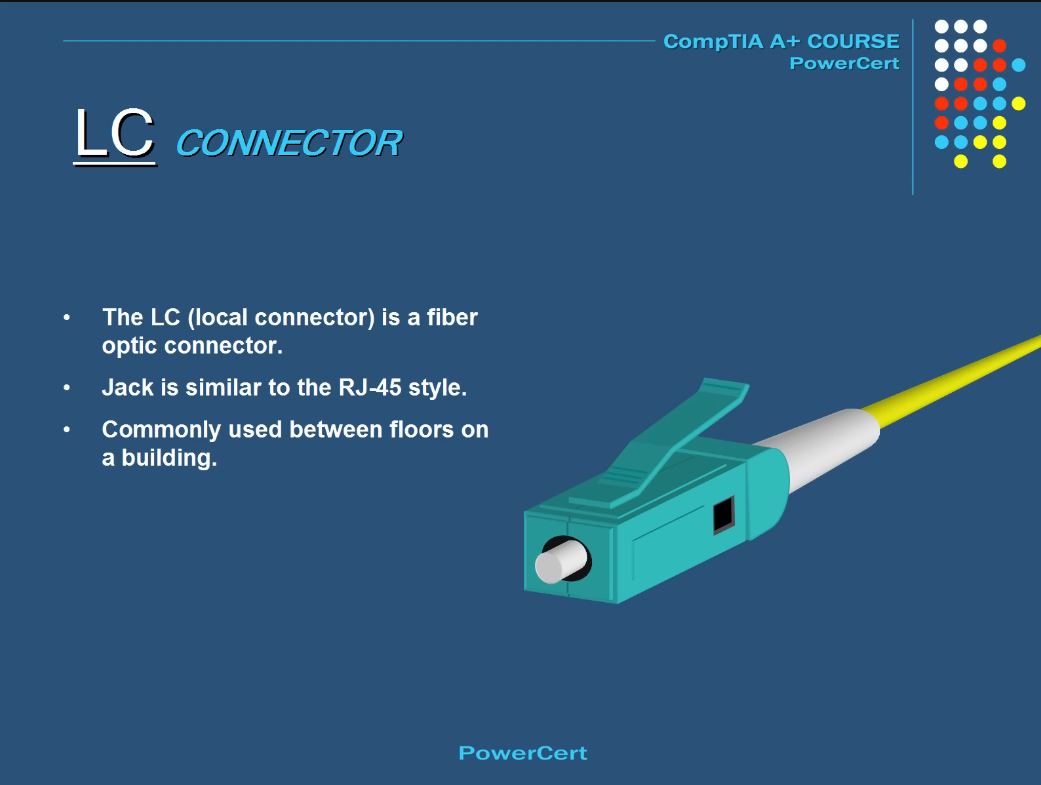 CompTIA A+ COURSE
PowerCert
LC CONNECTOR
• The LC (local connector) is a fiber
optic connector.
• Jack is similar to the RJ-45 style.
• Commonly used between floors on
a building.
PowerCert